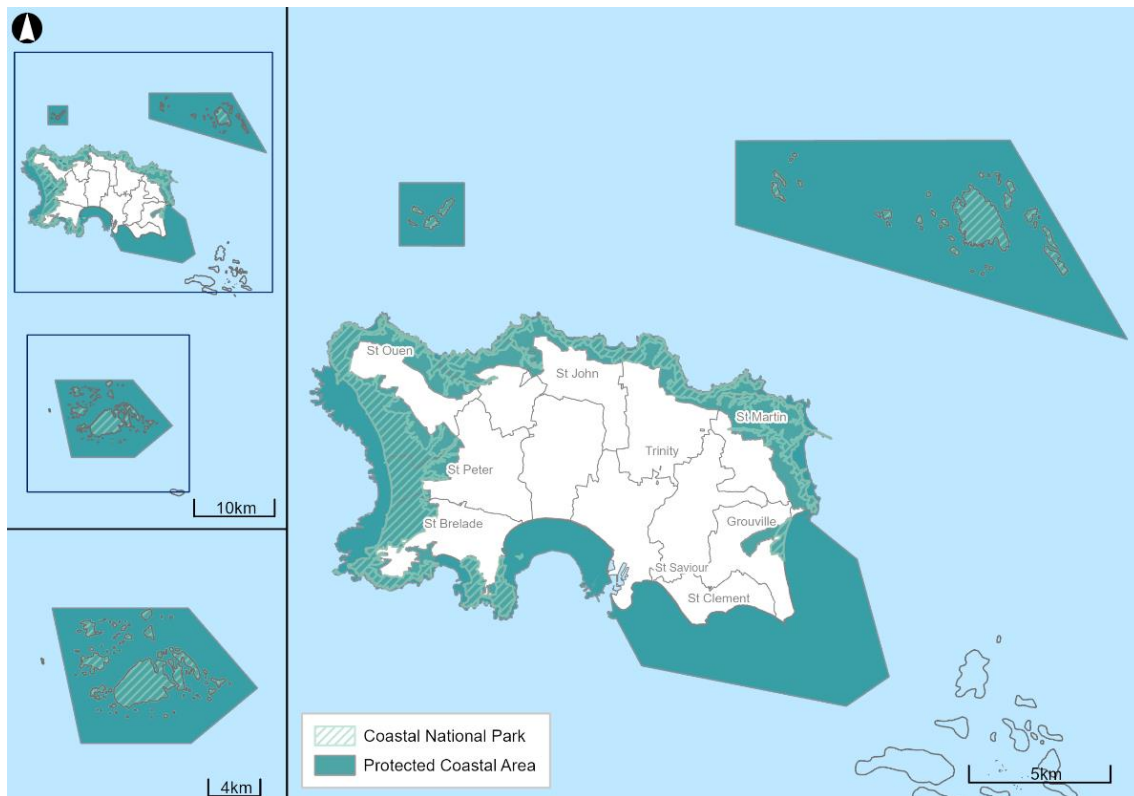 10km
4km
St Ouen
St John
St Martin
Trinity
St Peter
St Brelade
Grouville
St Saviour
St Clement
Coastal National Park
Protected Coastal Area
5km